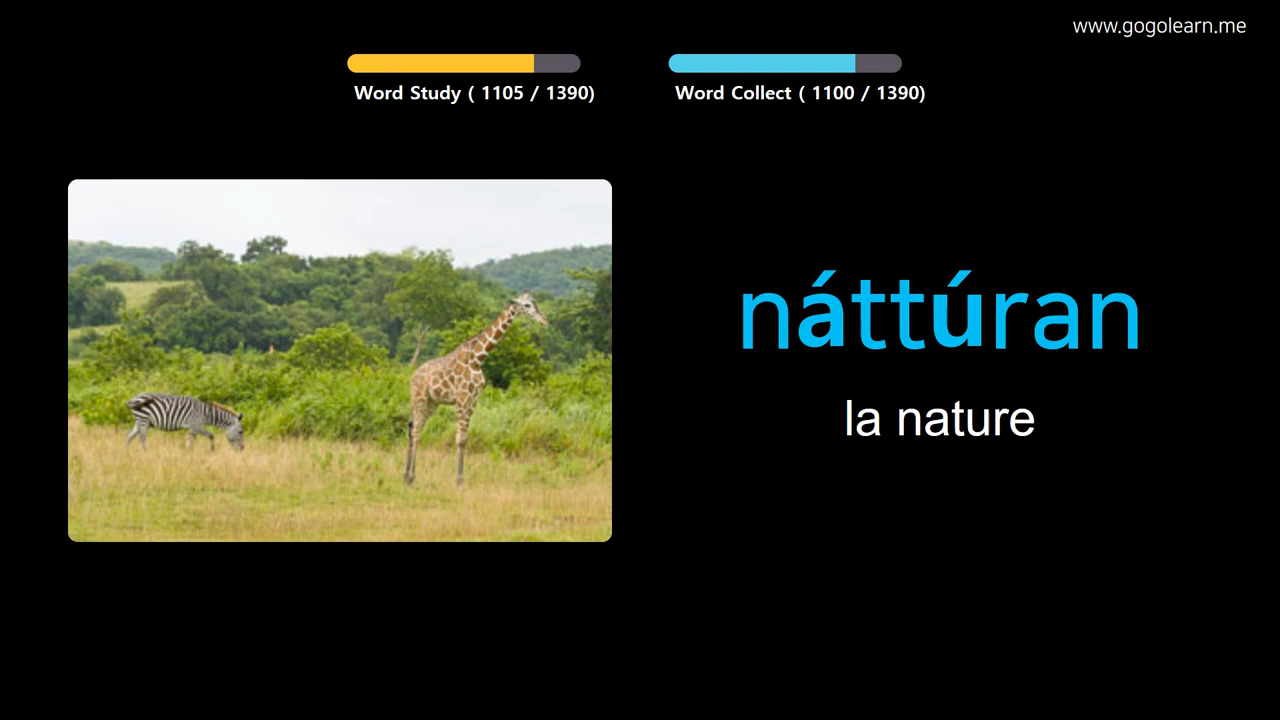 www.gogolearn.me
Word Study ( 1105 / 1390)
Word Collect ( 1100 / 1390)
náttúran
la nature